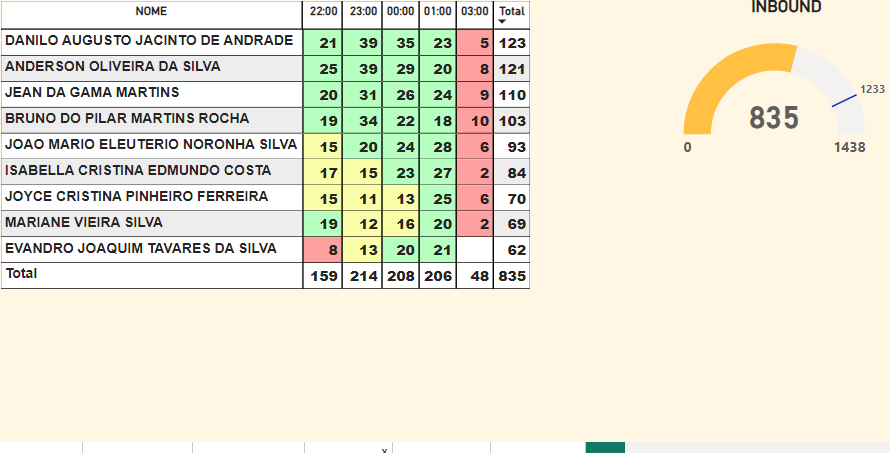 NOME 22:00 23:00 00:00 01:00 03:00 Total
DANILO AUGUSTO JACINTO DE ANDRADE 21 39 35 23 5 123
ANDERSON OLIVEIRA DA SILVA 25 39 29 20 8 121
JEAN DA GAMA MARTINS 20 31 26 24 9 110
BRUNO DO PILAR MARTINS ROCHA 19 34 22 18 10 103
JOAO MARIO ELEUTERIO NORONHA SILVA 15 20 24 28 6 93
ISABELLA CRISTINA EDMUNDO COSTA 17 15 23 27 2 84
JOYCE CRISTINA PINHEIRO FERREIRA 15 11 13 25 6 70
MARIANE VIEIRA SILVA 19 12 16 20 2 69
EVANDRO JOAQUIM TAVARES DA SILVA 8 13 20 21 62
Total 159 214 208 206 48 835
INBOUND
1233
835
0 1438
x